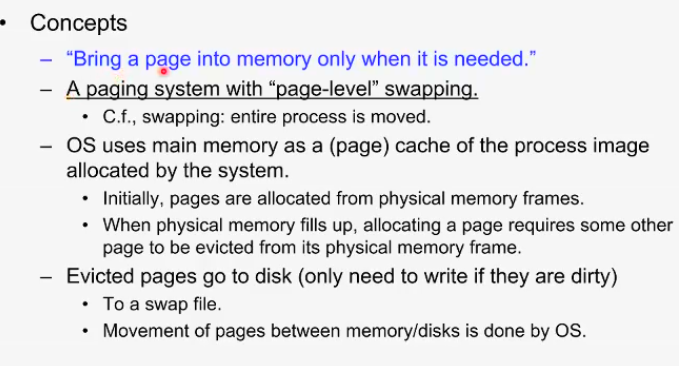 • Concepts
– “Bring a page into memory only when it is needed.”
– A paging system with “page-level” swapping.
• C.f., swapping: entire process is moved.
– OS uses main memory as a (page) cache of the process image
allocated by the system.
• Initially, pages are allocated from physical memory frames.
• When physical memory fills up, allocating a page requires some other
page to be evicted from its physical memory frame.
– Evicted pages go to disk (only need to write if they are dirty)
• To a swap file.
• Movement of pages between memory/disks is done by OS.